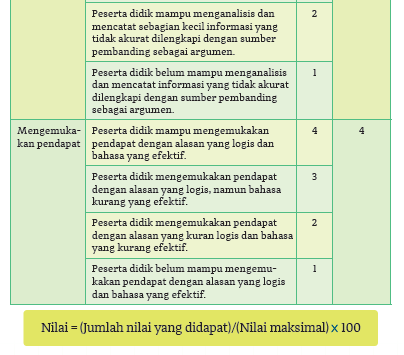 Peserta didik mampu menganalisis dan
mencatat sebagian kecil informasi yang
tidak akurat dilengkapi dengan sumber
pembanding sebagai argumen.
2
Peserta didik belum mampu menganalisis
dan mencatat informasi yang tidak akurat
dilengkapi dengan sumber pembanding
sebagai argumen.
1
Mengemuka-
kan pendapat
Peserta didik mampu mengemukakan
pendapat dengan alasan yang logis dan
bahasa yang efektif.
4
4
Peserta didik mengemukakan pendapat
dengan alasan yang logis, namun bahasa
kurang yang efektif.
3
Peserta didik mengemukakan pendapat
dengan alasan yang kuran logis dan bahasa
yang kurang efektif.
2
Peserta didik belum mampu mengemu-
kakan pendapat dengan alasan yang logis
dan bahasa yang efektif.
1
Nilai = (Jumlah nilai yang didapat)/(Nilai maksimal) x 100